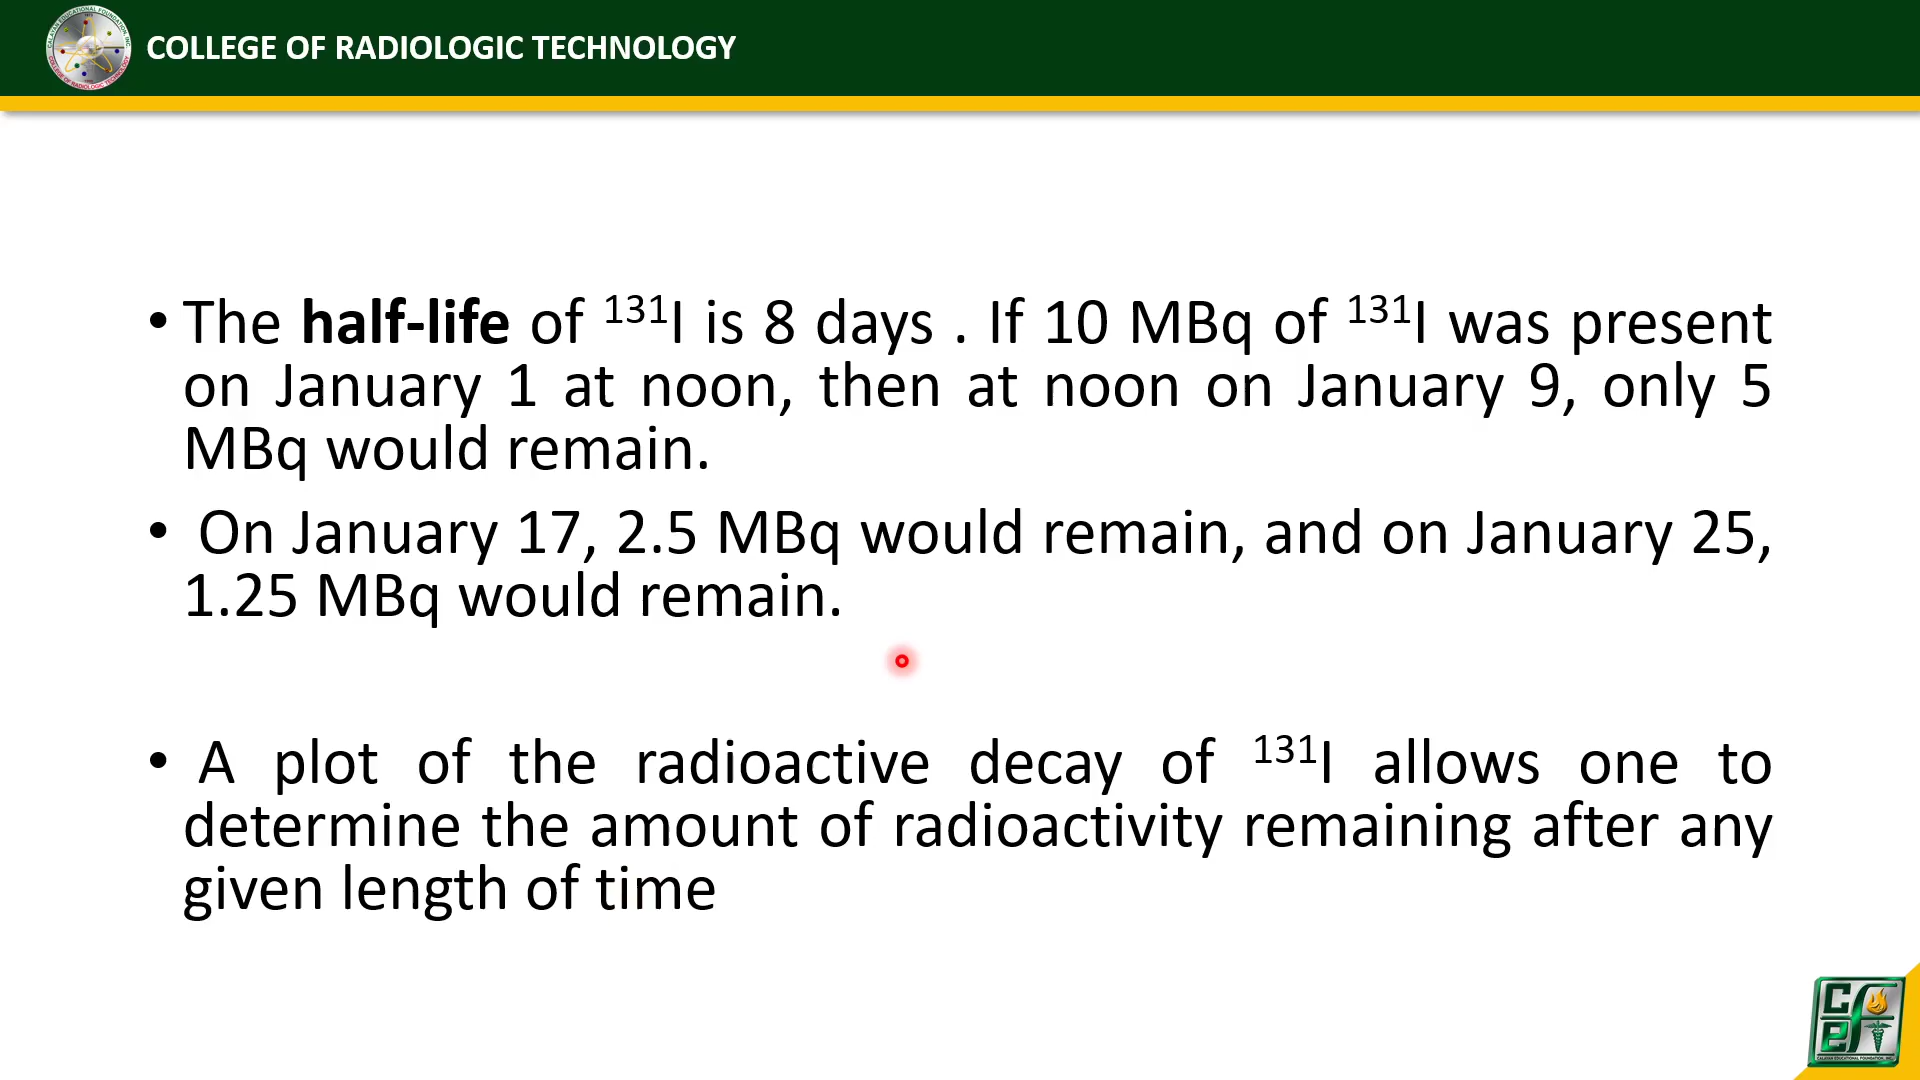 COLLEGE OF RADIOLOGIC TECHNOLOGY
• The half-life of ¹³¹I is 8 days . If 10 MBq of ¹³¹I was present
on January 1 at noon, then at noon on January 9, only 5
MBq would remain.
• On January 17, 2.5 MBq would remain, and on January 25,
1.25 MBq would remain.
• A plot of the radioactive decay of ¹³¹I allows one to
determine the amount of radioactivity remaining after any
given length of time